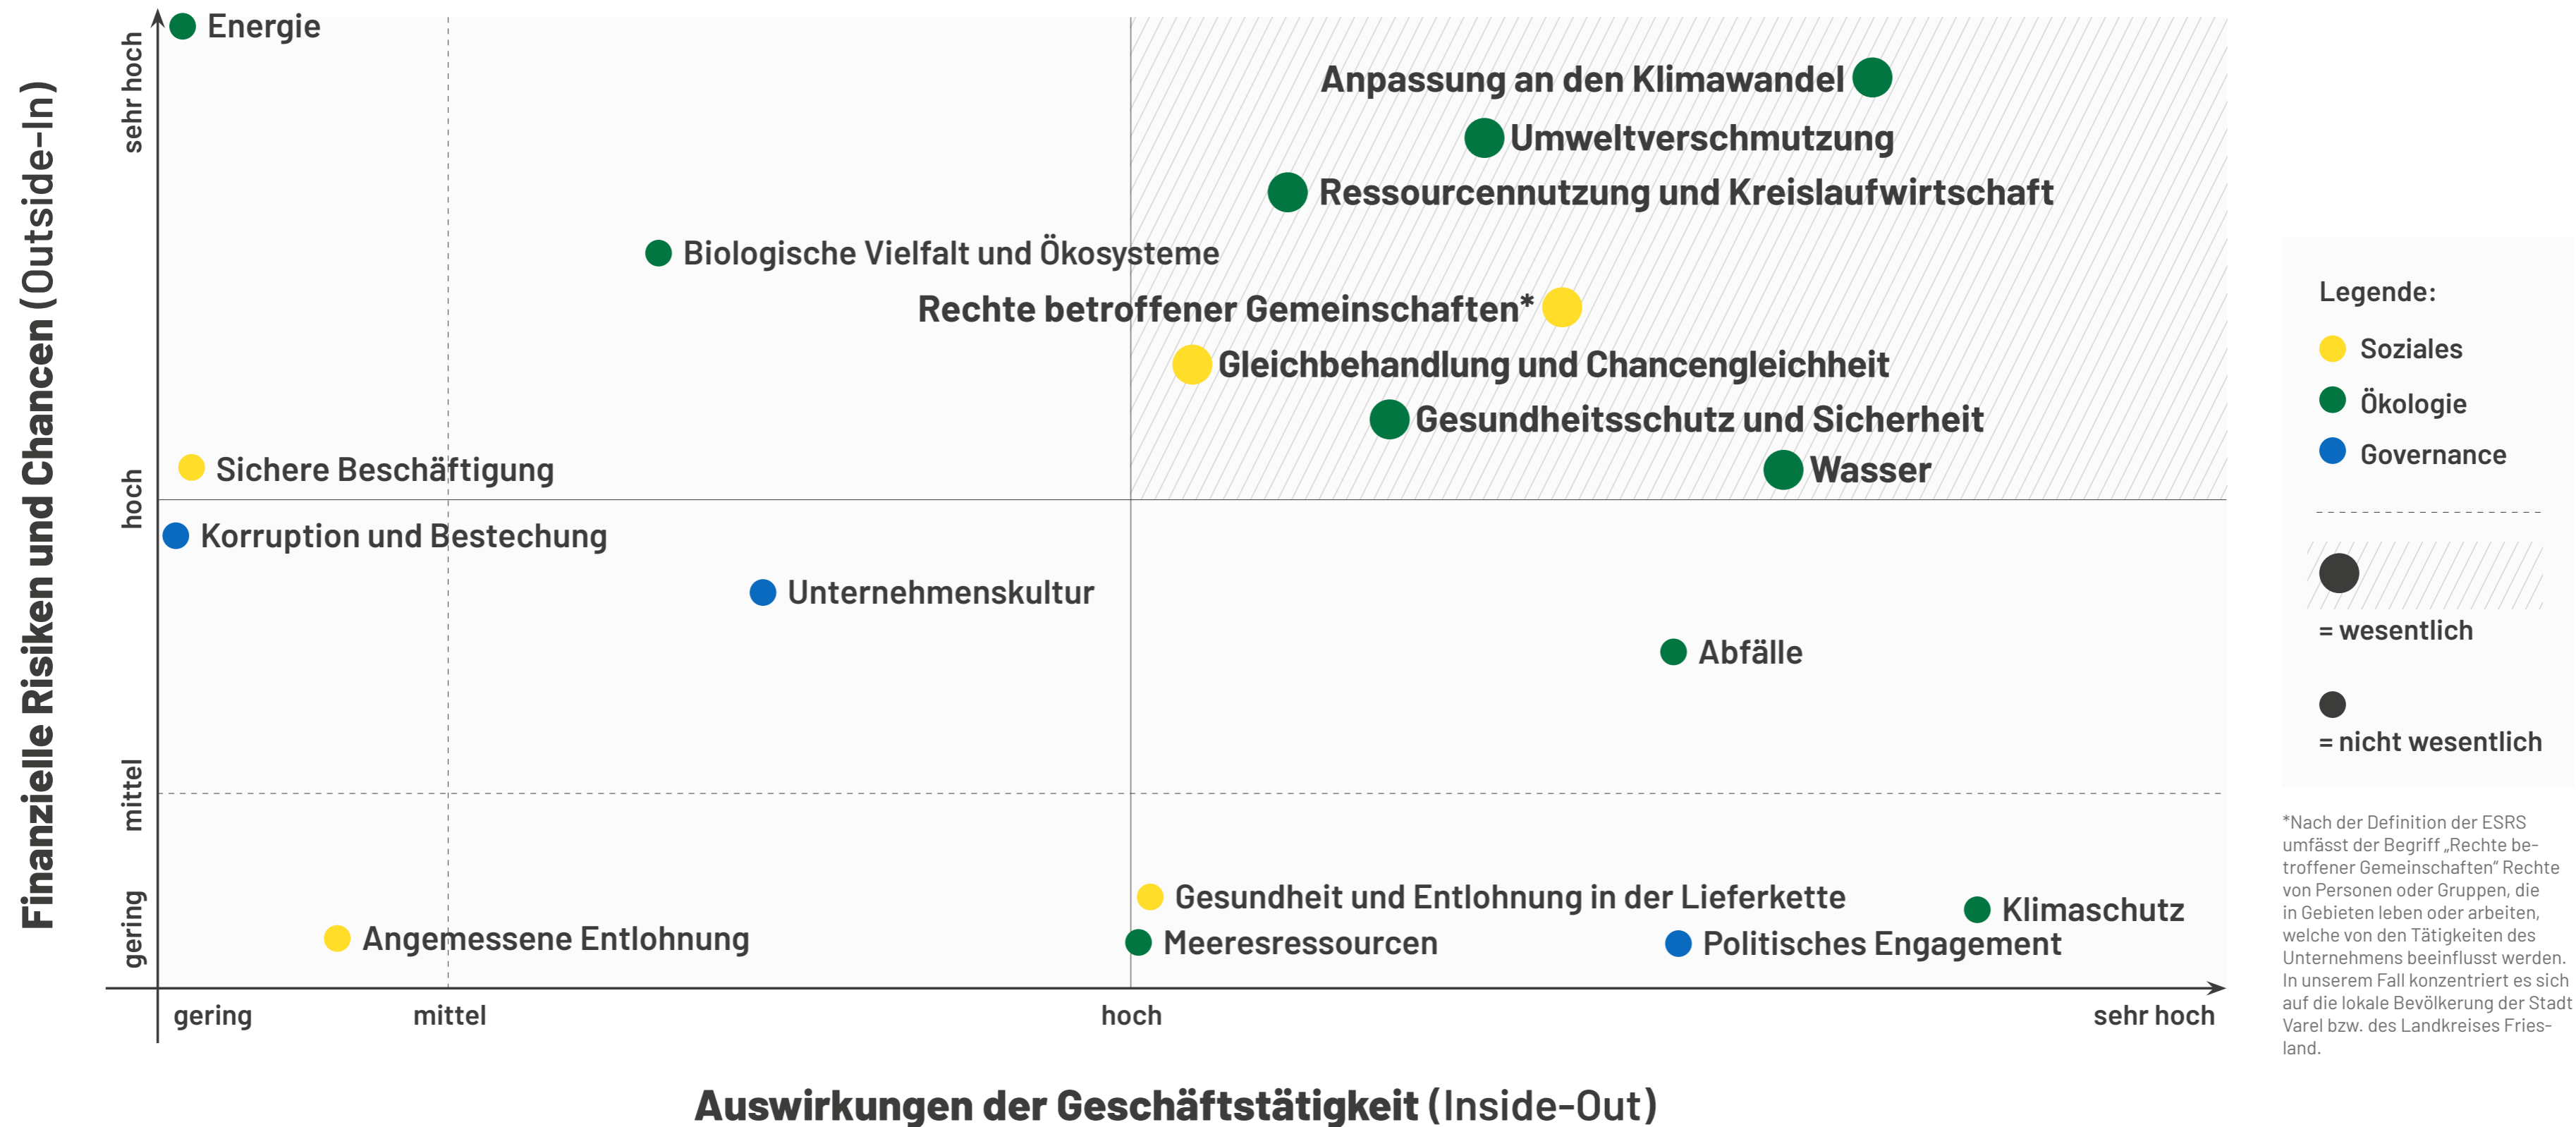 Finanzielle Risiken und Chancen (Outside-In)
sehr hoch
hoch
mittel
gering
Energie
Anpassung an den Klimawandel
Umweltverschmutzung
Ressourcennutzung und Kreislaufwirtschaft
Biologische Vielfalt und Ökosysteme
Rechte betroffener Gemeinschaften*
Gleichbehandlung und Chancengleichheit
Gesundheitsschutz und Sicherheit
Sichere Beschäftigung
Wasser
Korruption und Bestechung
Unternehmenskultur
Abfälle
Gesundheit und Entlohnung in der Lieferkette
Klimaschutz
Angemessene Entlohnung
Meeresressourcen
Politisches Engagement
gering
mittel
hoch
sehr hoch
Auswirkungen der Geschäftstätigkeit (Inside-Out)
Legende:
Soziales
Ökologie
Governance
= wesentlich
= nicht wesentlich
*Nach der Definition der ESRS
umfässt der Begriff „Rechte be-
troffener Gemeinschaften“ Rechte
von Personen oder Gruppen, die
in Gebieten leben oder arbeiten,
welche von den Tätigkeiten des
Unternehmens beeinflusst werden.
In unserem Fall konzentriert es sich
auf die lokale Bevölkerung der Stadt
Varel bzw. des Landkreises Fries-
land.